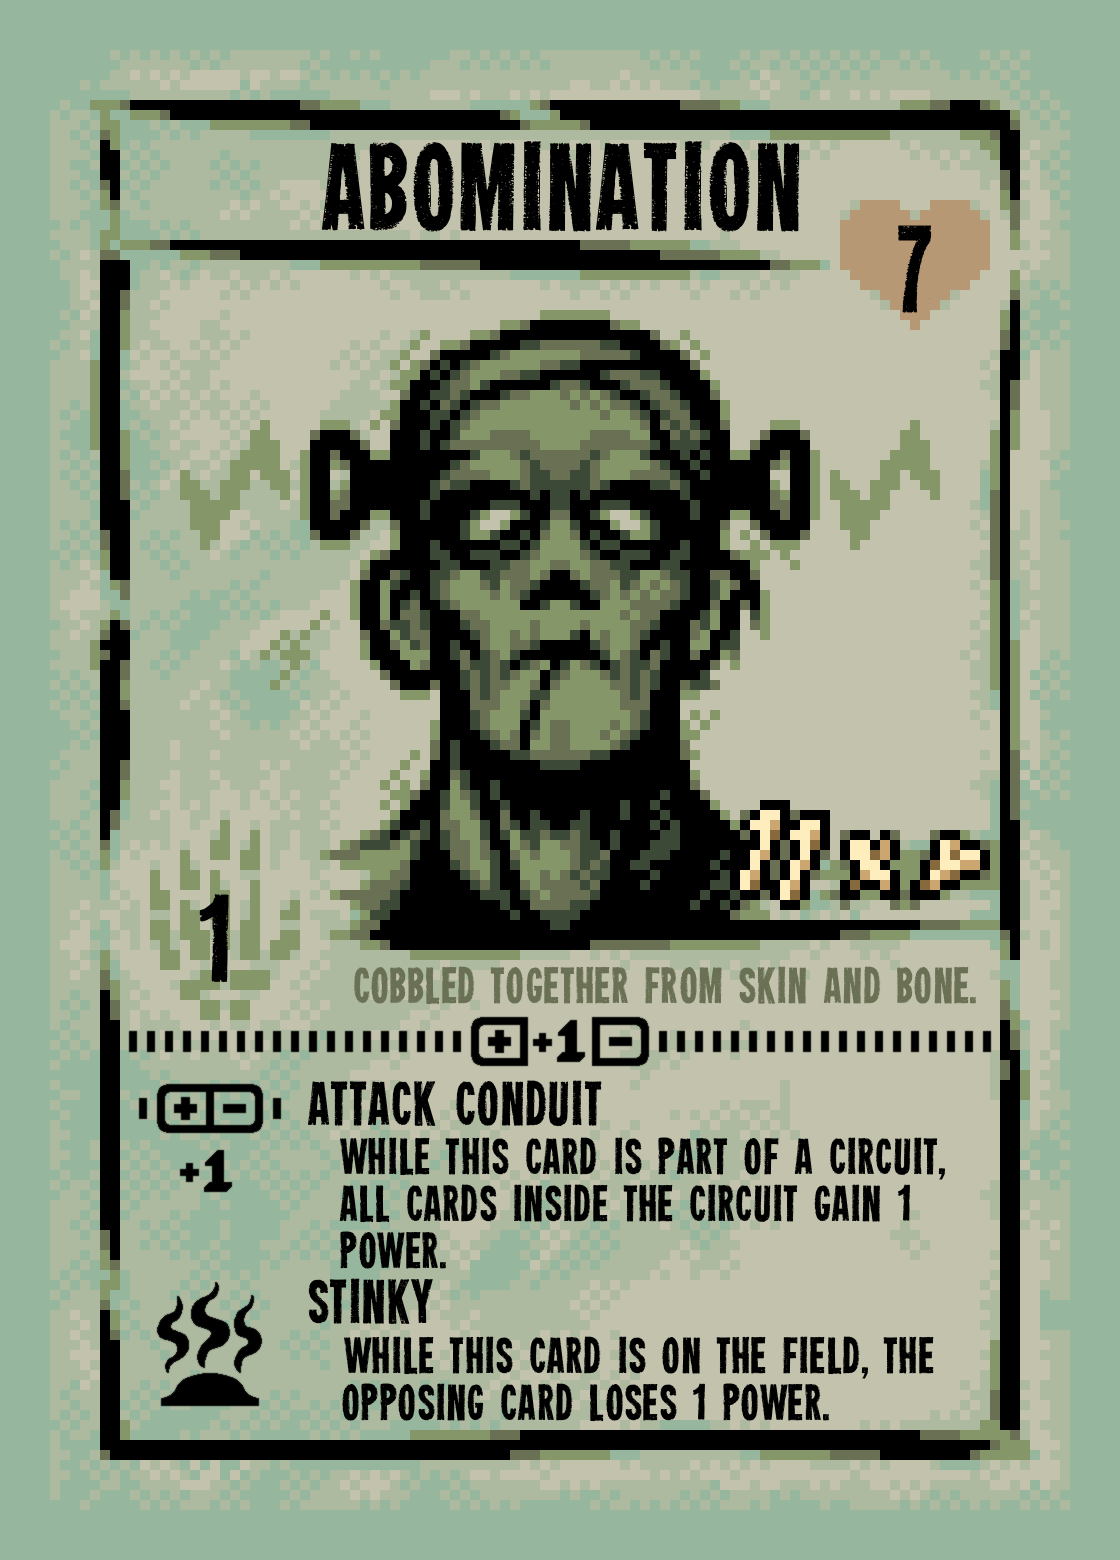 ABOMINATION
7
1
COBBLED TOGETHER FROM SKIN AND BONE.
+ +1 -
+ -
ATTACK CONDUIT
+1
WHILE THIS CARD IS PART OF A CIRCUIT,
ALL CARDS INSIDE THE CIRCUIT GAIN 1
POWER.
STINKY
WHILE THIS CARD IS ON THE FIELD, THE
OPPOSING CARD LOSES 1 POWER.